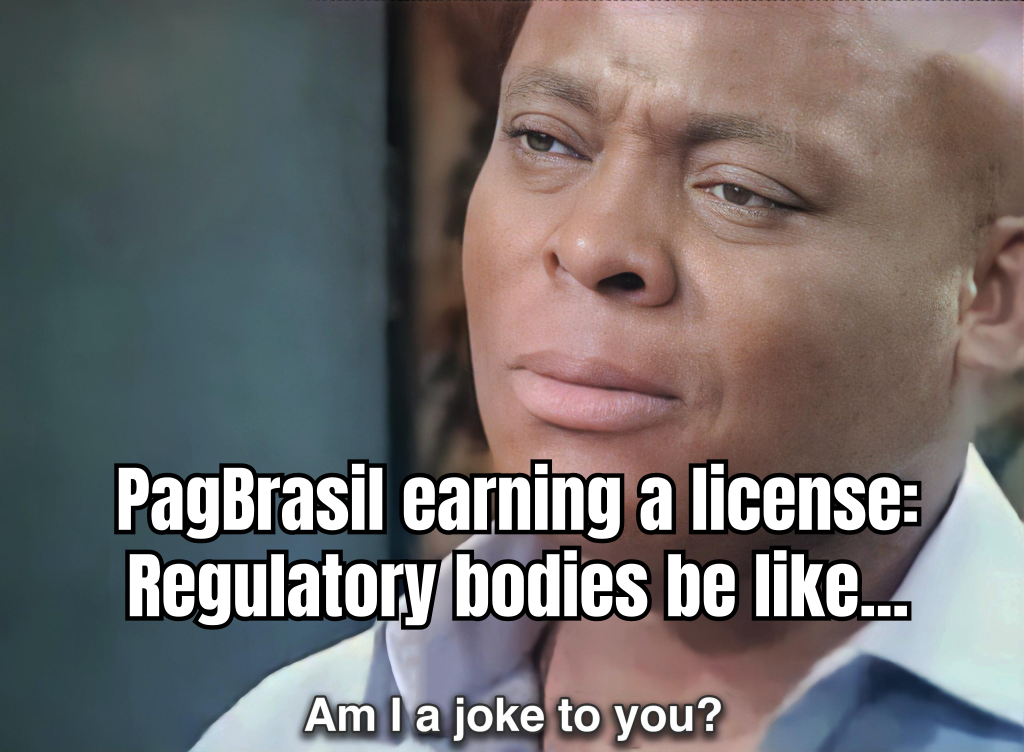 PagBrasil earning a license:
Regulatory bodies be like...
Am I a joke to you?